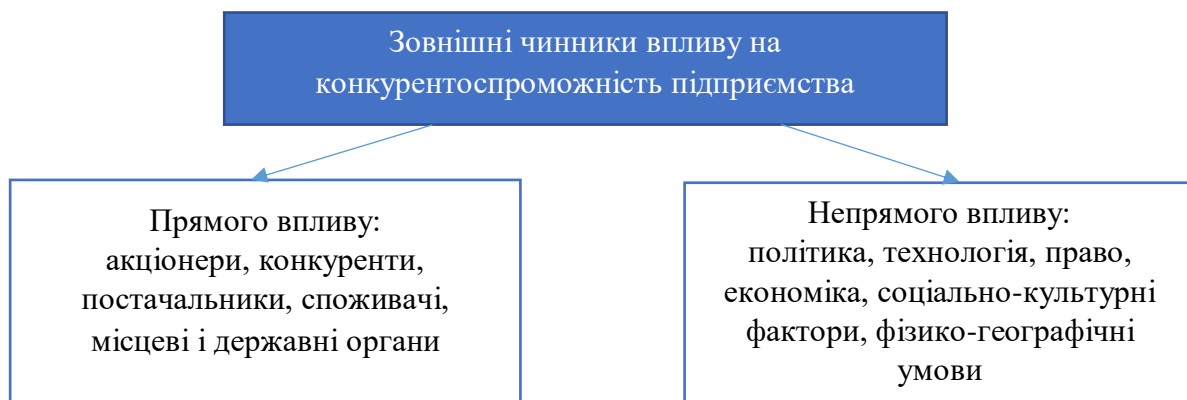 Зовнішні чинники впливу на
конкурентоспроможність підприємства
Прямого впливу:
акціонери, конкуренти,
постачальники, споживачі,
місцеві і державні органи
Непрямого впливу:
політика, технологія, право,
економіка, соціально-культурні
фактори, фізико-географічні
умови